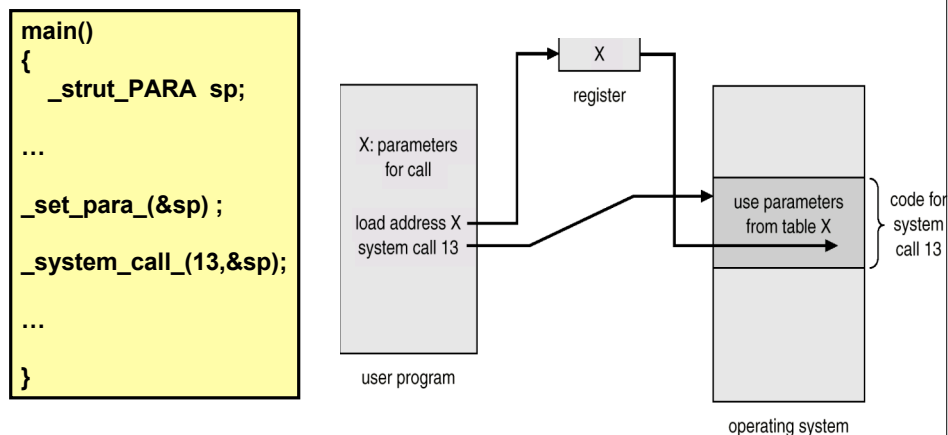 main()
{
_strut_PARA sp;
...
_set_para_(&sp) ;
_system_call_(13,&sp);
...
}
X
register
X: parameters
for call
load address X
system call 13
user program
use parameters
from table X
code for
system
call 13
operating system